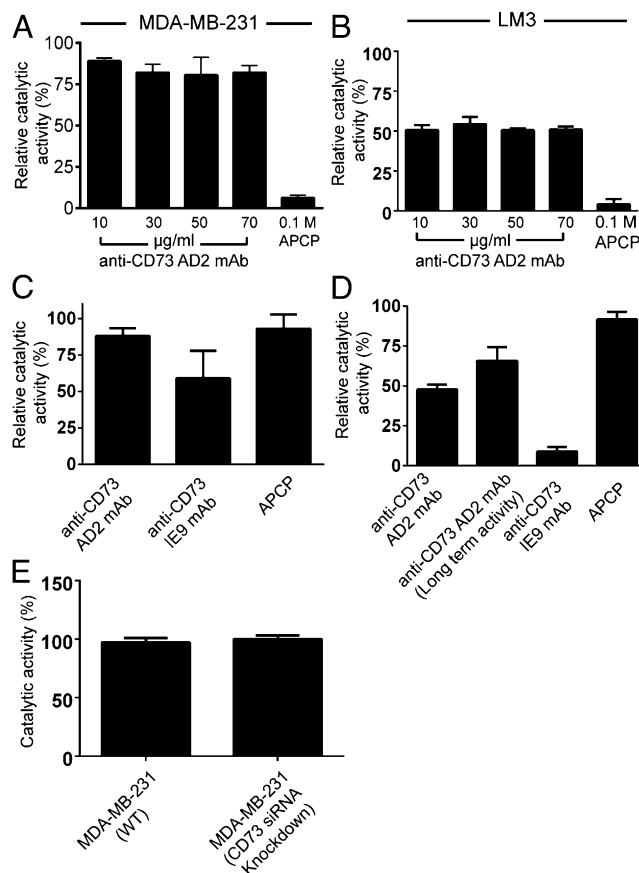 A
MDA-MB-231
Relative catalytic
activity (%)
100
75
50
25
0
10
30
50
70
0.1 M
APCP
µg/ml
anti-CD73 AD2 mAb
B
LM3
Relative catalytic
activity (%)
100
50
0
10
30
50
70
0.1 M
APCP
µg/ml
anti-CD73 AD2 mAb
C
Relative catalytic
activity (%)
100
75
50
25
0
anti-CD73
AD2 mAb
anti-CD73
IE9 mAb
APCP
D
Relative catalytic
activity (%)
100
75
50
25
0
anti-CD73
AD2 mAb
anti-CD73 AD2 mAb
(Long term activity)
anti-CD73
IE9 mAb
APCP
E
Catalytic activity (%)
150
100
50
0
MDA-MB-231
(WT)
MDA-MB-231
(CD73 siRNA
Knockdown)